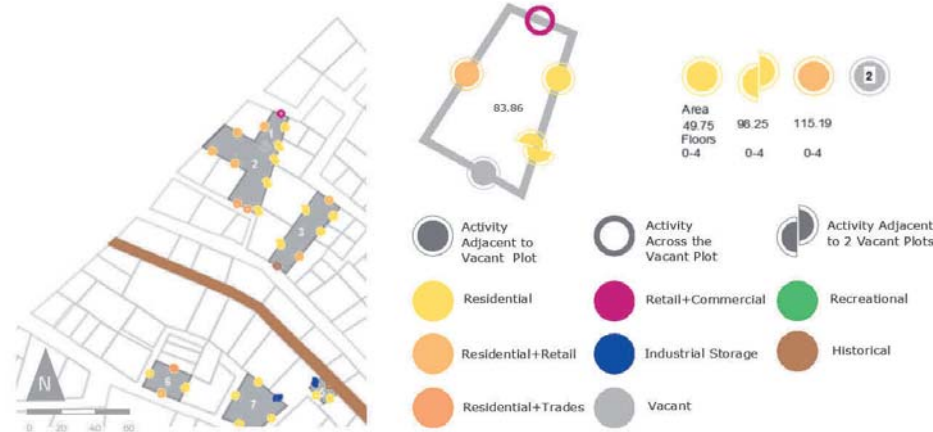 1
2
3
6
7
N
0 20 40 60
83.86
2
Area
49.75 96.25 115.19
Floors
0-4 0-4 0-4
Activity
Adjacent to
Vacant Plot
Activity
Across the
Vacant Plot
Activity Adjacent
to 2 Vacant Plots
Residential
Retail+Commercial
Recreational
Residential+Retail
Industrial Storage
Historical
Residential+Trades
Vacant